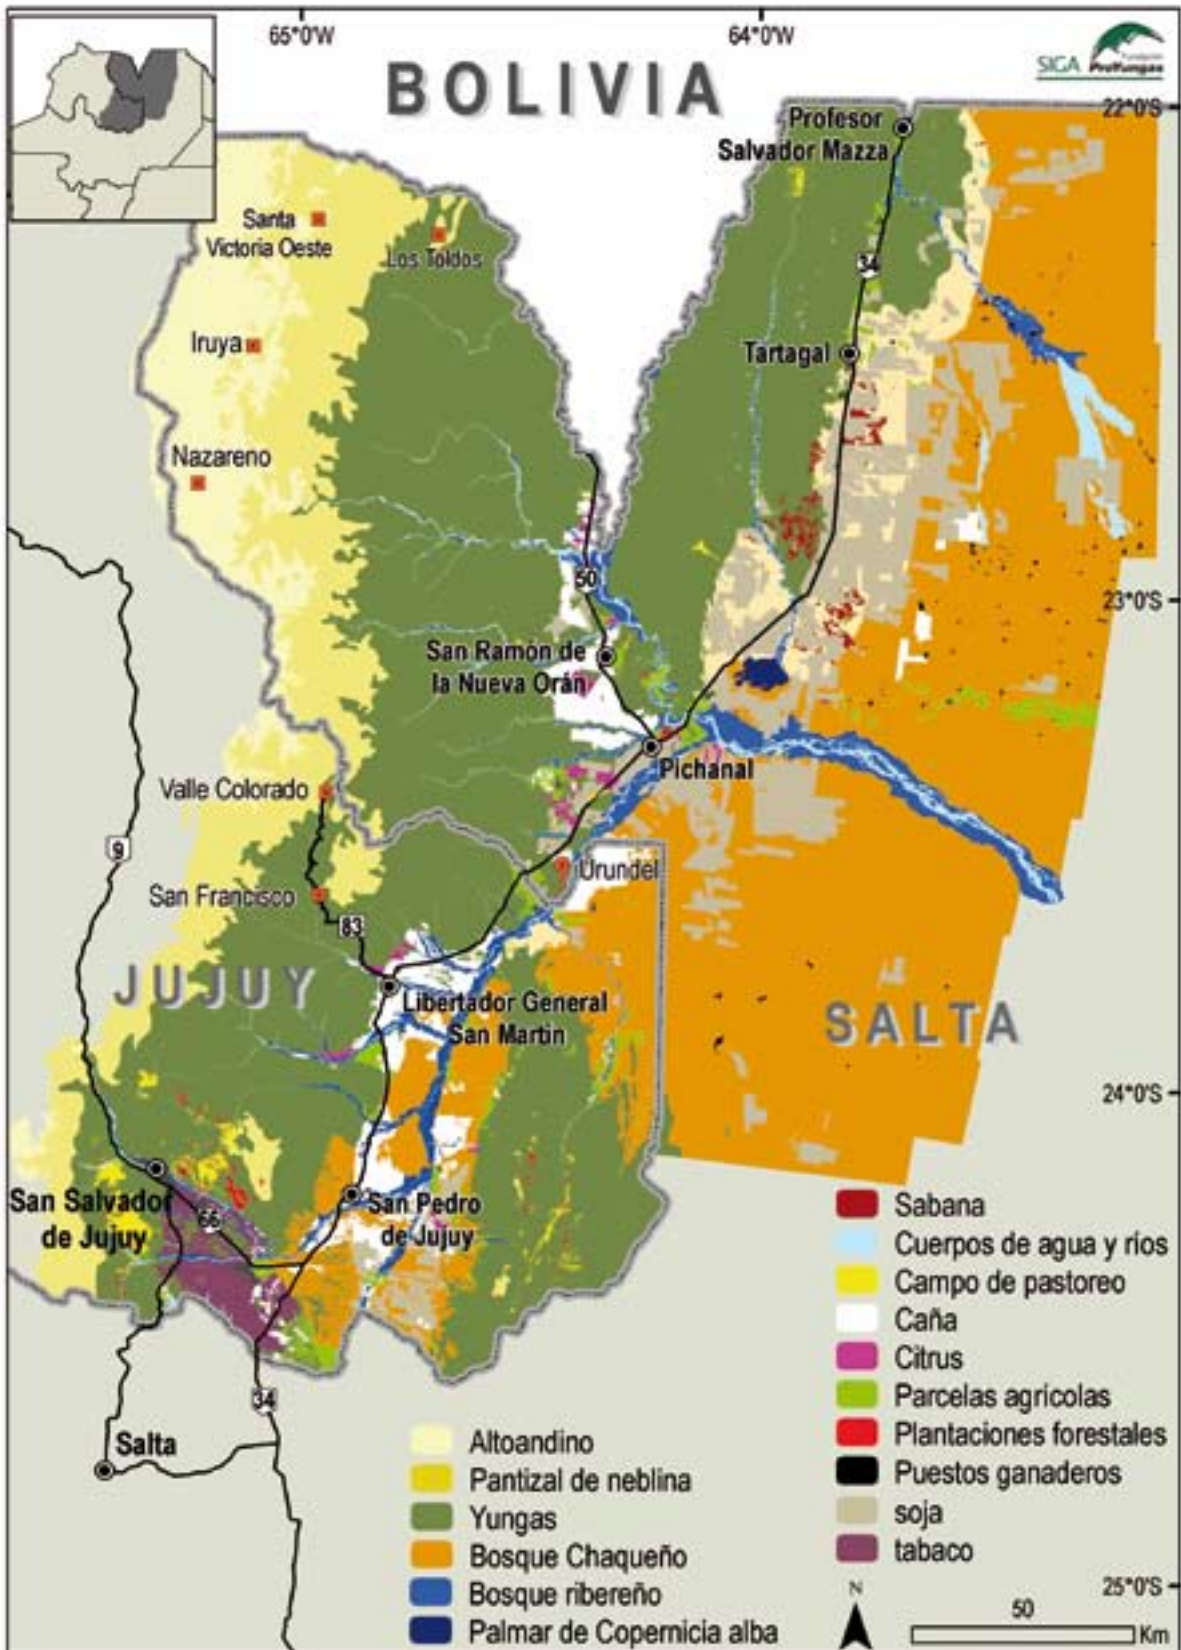 65°0'W
64°0'W
SIGA
Fundación
ProYungas
BOLIVIA
22°0'S
Profesor
Salvador Mazza
Santa
Victoria Oeste
Los Toldos
34
Iruya
Tartagal
Nazareno
50
23°0'S
San Ramón de
la Nueva Orán
Pichanal
Valle Colorado
9
Urundel
San Francisco
83
JUJUY
Libertador General
San Martin
SALTA
24°0'S
San Salvador
de Jujuy
66
San Pedro
de Jujuy
34
Salta
Altoandino
Pantizal de neblina
Yungas
Bosque Chaqueño
Bosque ribereño
Palmar de Copernicia alba
Sabana
Cuerpos de agua y ríos
Campo de pastoreo
Caña
Citrus
Parcelas agrícolas
Plantaciones forestales
Puestos ganaderos
soja
tabaco
25°0'S
N
50
Km